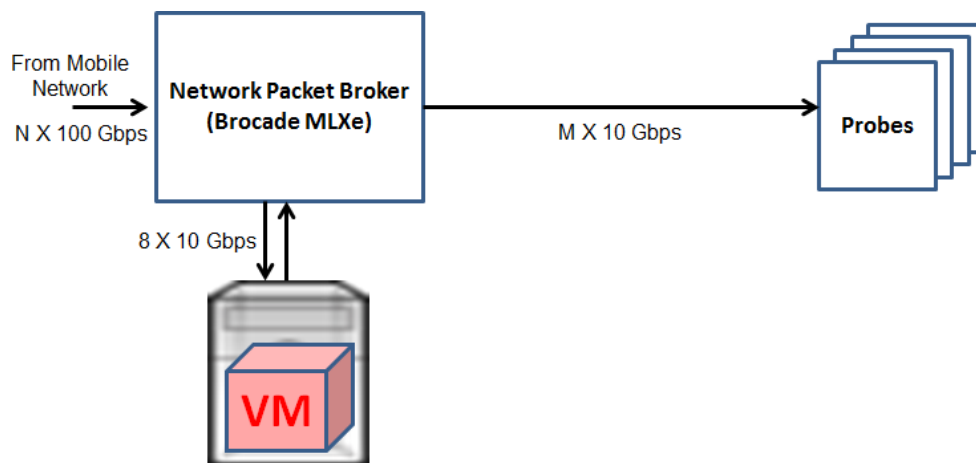 From Mobile
Network
N X 100 Gbps
Network Packet Broker
(Brocade MLXe)
M X 10 Gbps
Probes
8 X 10 Gbps
VM